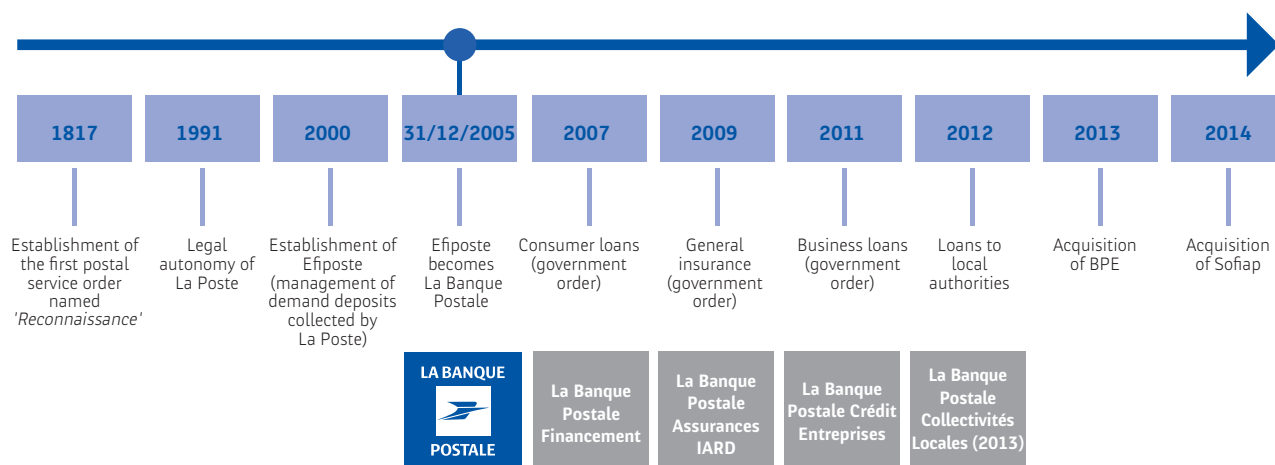 1817
1991
2000
31/12/2005
2007
2009
2011
2012
2013
2014
Establishment of
the first postal
service order
named
'Reconnaissance'
Legal
autonomy of
La Poste
Establishment of
Efiposte
(management of
demand deposits
collected by
La Poste)
Efiposte
becomes
La Banque
Postale
Consumer loans
(government
order)
General
insurance
(government
order)
Business loans
(government
order)
Loans to
local
authorities
Acquisition
of BPE
Acquisition
of Sofiap
LA BANQUE
POSTALE
La Banque
Postale
Financement
La Banque
Postale
Assurances
IARD
La Banque
Postale Crédit
Entreprises
La Banque
Postale
Collectivités
Locales (2013)